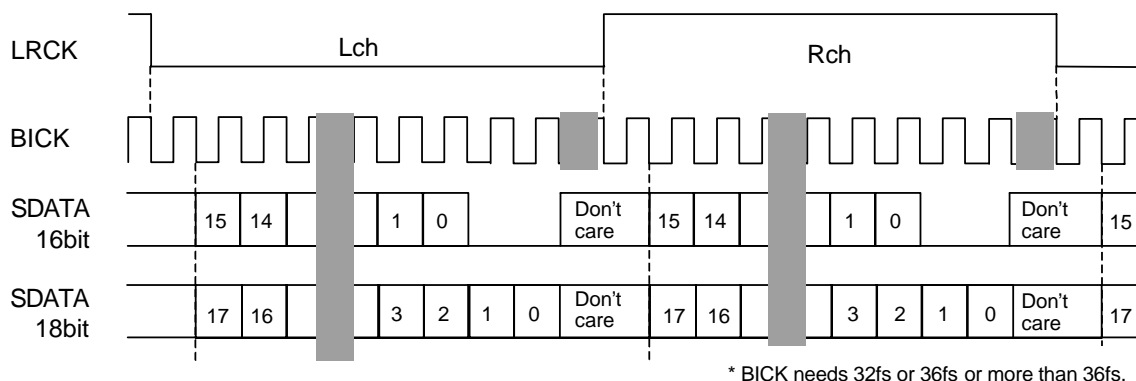 LRCK Lch Rch
BICK
SDATA 16bit 15 14 1 0 Don't care 15 14 1 0 Don't care 15
SDATA 18bit 17 16 3 2 1 0 Don't care 17 16 3 2 1 0 Don't care 17
* BICK needs 32fs or 36fs or more than 36fs.